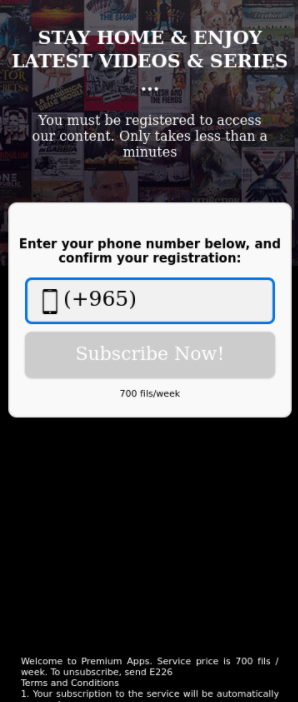 STAY HOME & ENJOY
LATEST VIDEOS & SERIES
...
You must be registered to access
our content. Only takes less than a
minutes
Enter your phone number below, and
confirm your registration:
(+965)
Subscribe Now!
700 fils/week
Welcome to Premium Apps. Service price is 700 fils /
week. To unsubscribe, send E226
Terms and Conditions
1. Your subscription to the service will be automatically